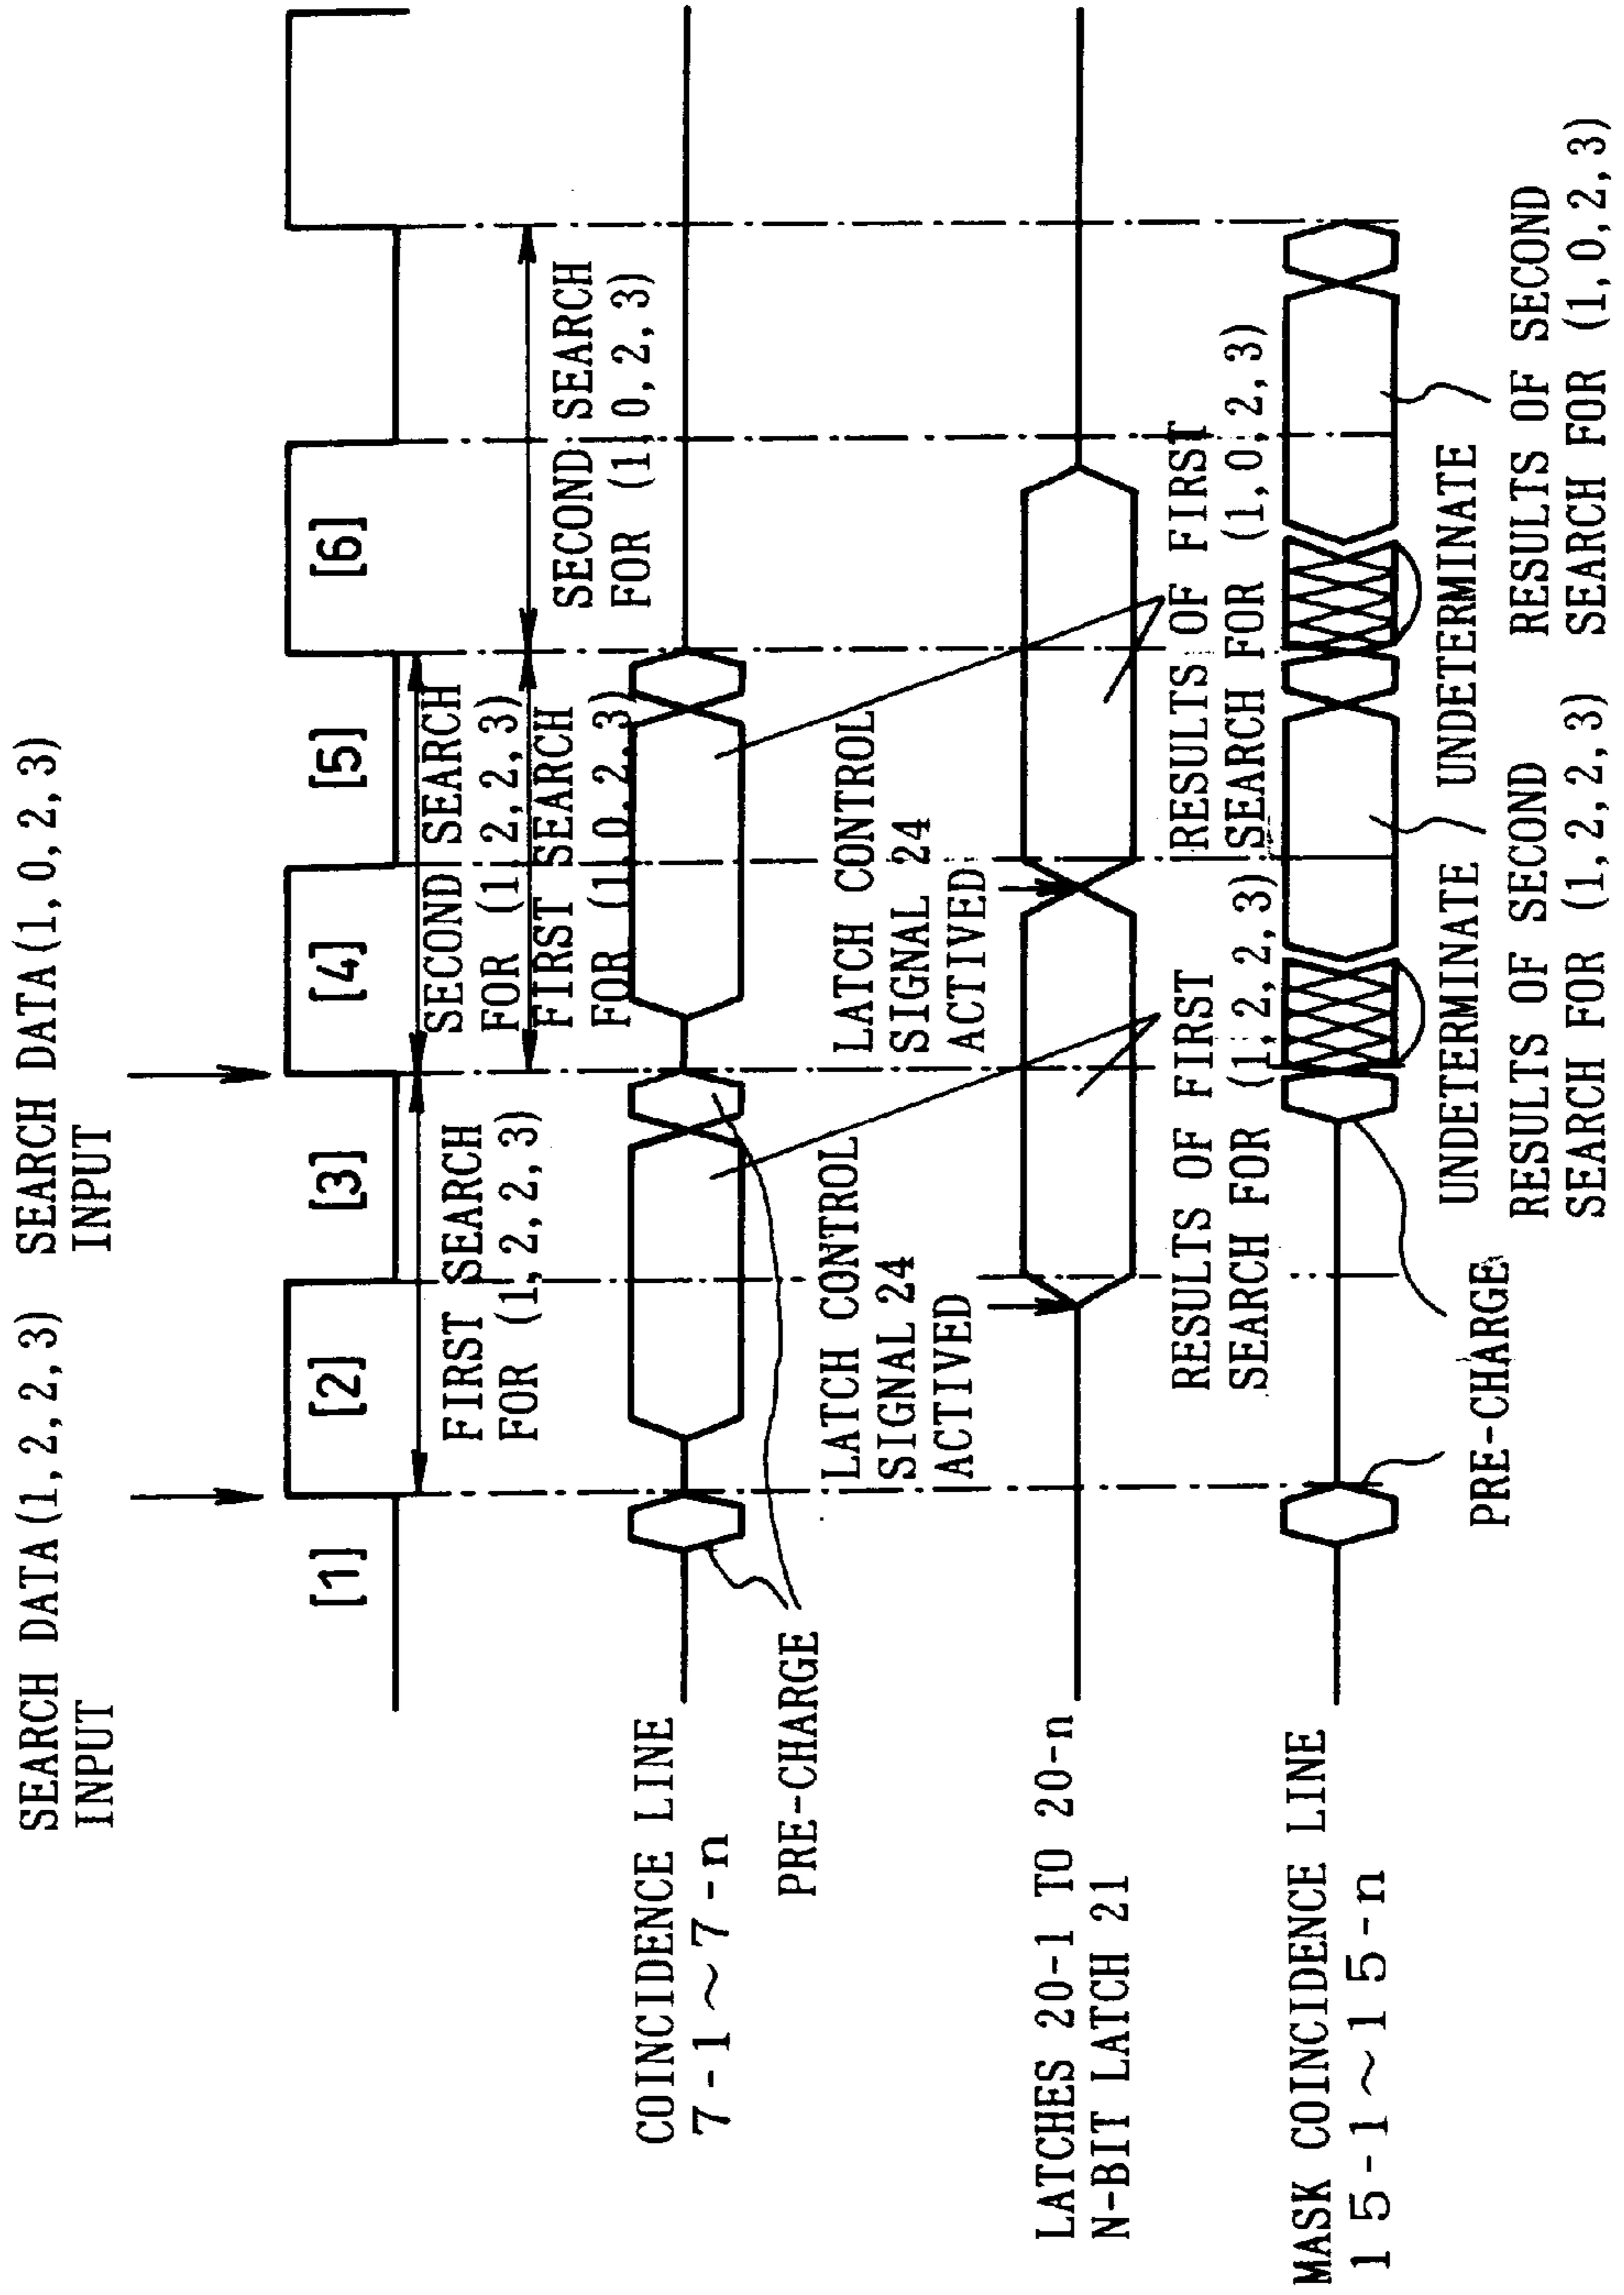 SEARCH DATA(1,2,2,3)
INPUT
SEARCH DATA(1,0,2,3)
INPUT
[1]
[2]
[3]
[4]
[5]
[6]
FIRST SEARCH
FOR (1,2,2,3)
SECOND SEARCH
FOR (1,2,2,3)
FIRST SEARCH
FOR (1,0,2,3)
SECOND SEARCH
FOR (1,0,2,3)
COINCIDENCE LINE
7-1~7-n
PRE-CHARGE
LATCH CONTROL
SIGNAL 24
ACTIVED
LATCH CONTROL
SIGNAL 24
ACTIVED
LATCHES 20-1 TO 20-n
N-BIT LATCH 21
RESULTS OF FIRST
SEARCH FOR (1,2,2,3)
RESULTS OF FIRST
SEARCH FOR (1,0,2,3)
MASK COINCIDENCE LINE
15-1~15-n
PRE-CHARGE
UNDETERMINATE
UNDETERMINATE
RESULTS OF SECOND
SEARCH FOR (1,2,2,3)
RESULTS OF SECOND
SEARCH FOR (1,0,2,3)